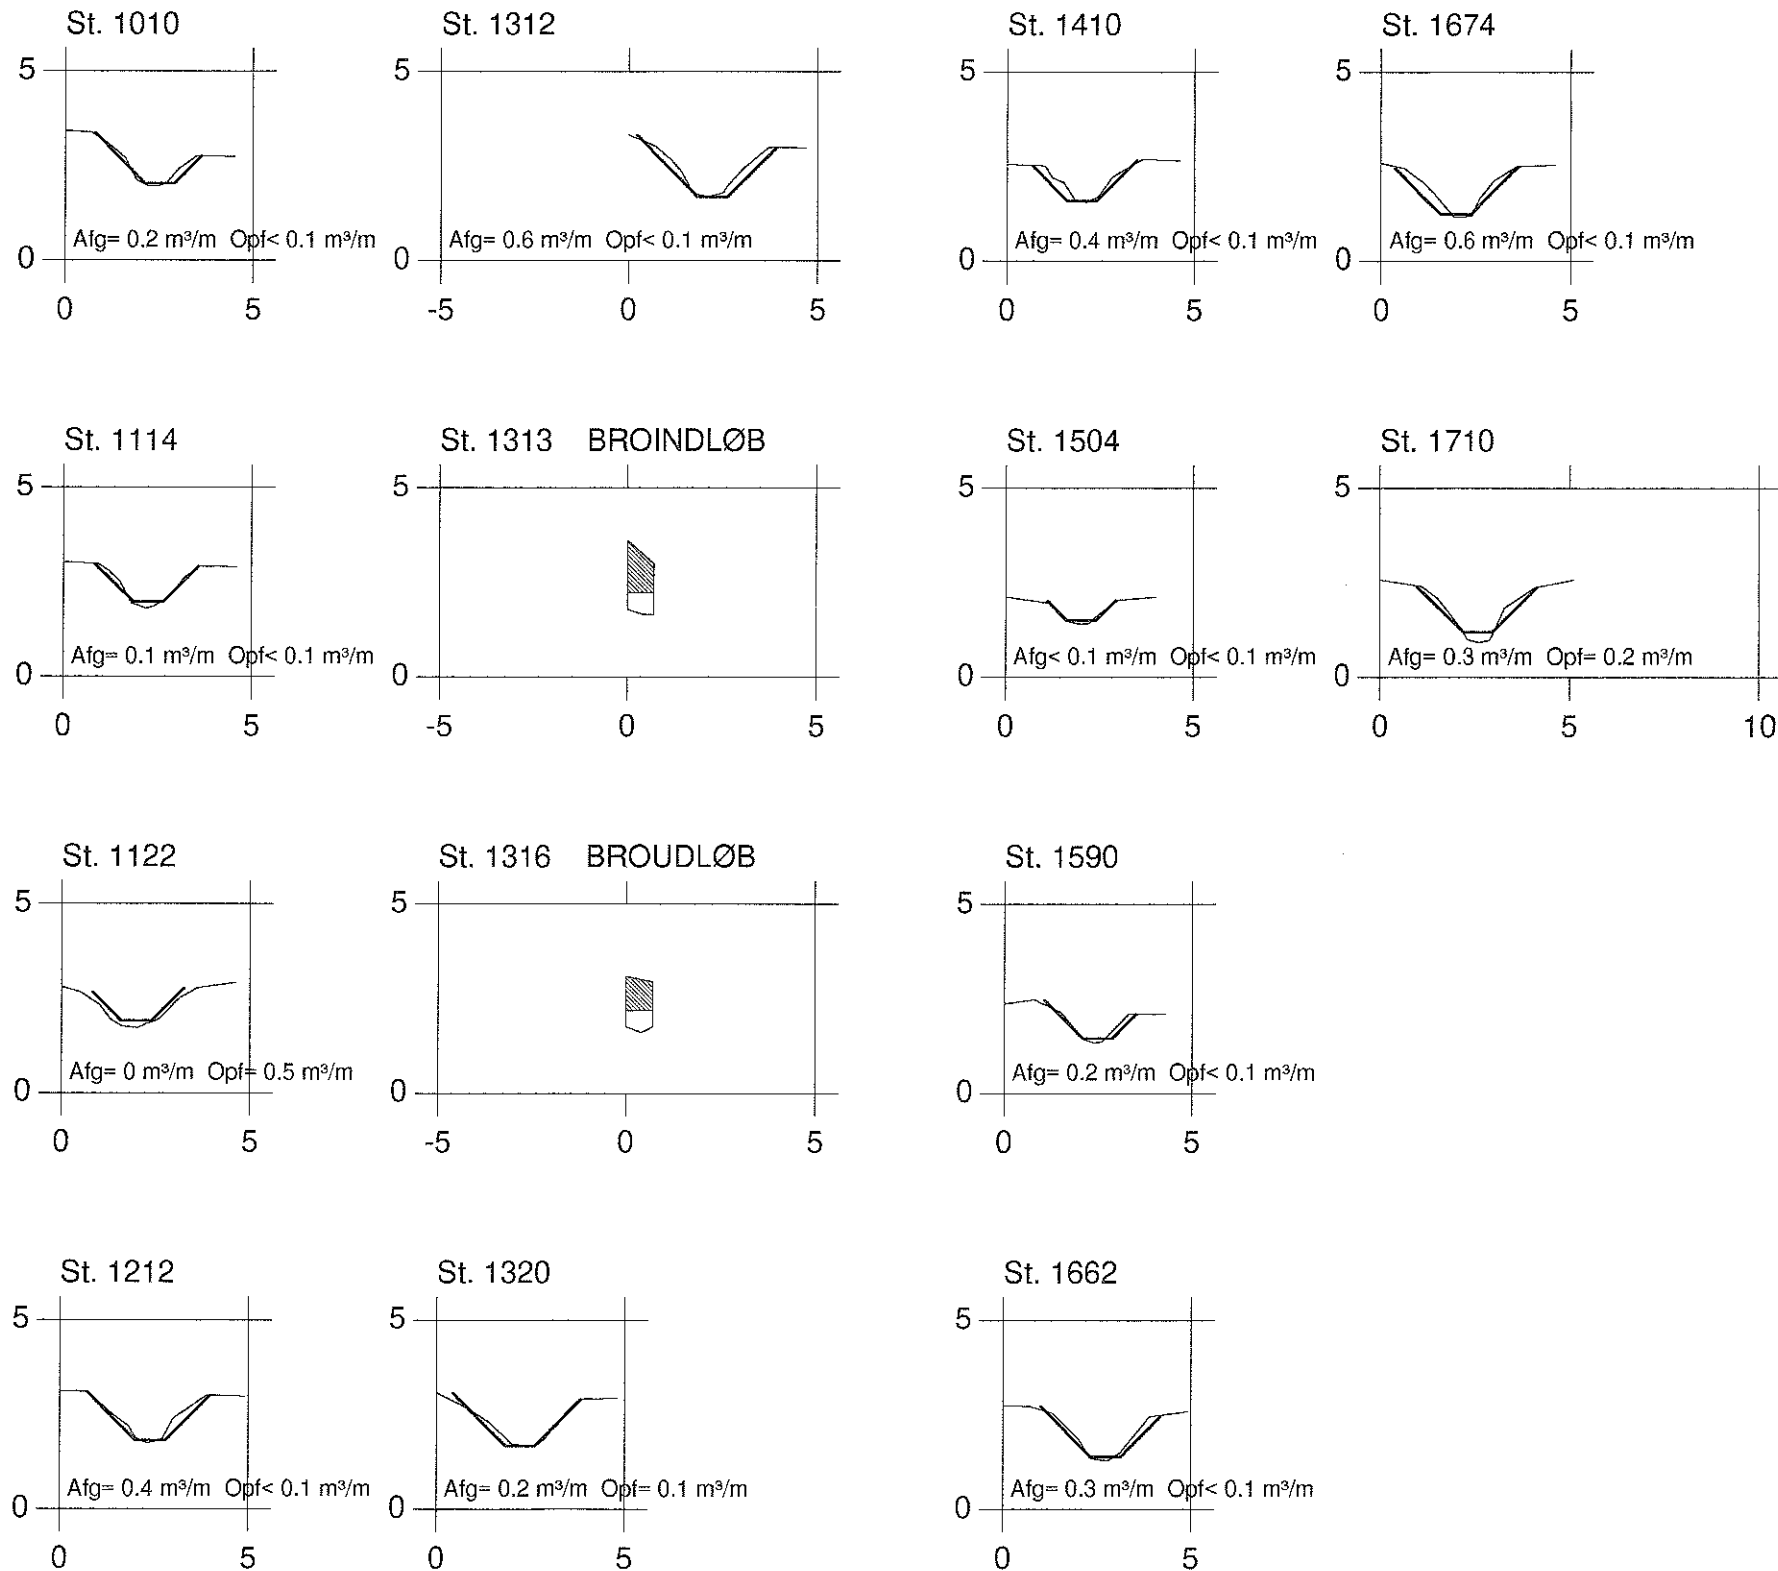 St. 1010
5
0
Afg= 0.2 m³/m Opf< 0.1 m³/m
0 5
St. 1114
5
0
Afg= 0.1 m³/m Opf< 0.1 m³/m
0 5
St. 1122
5
0
Afg= 0 m³/m Opf= 0.5 m³/m
0 5
St. 1212
5
0
Afg= 0.4 m³/m Opf< 0.1 m³/m
0 5
St. 1312
5
0
Afg= 0.6 m³/m Opf< 0.1 m³/m
-5 0 5
St. 1313 BROINDLØB
5
0
-5 0 5
St. 1316 BROUDLØB
5
0
-5 0 5
St. 1320
5
0
Afg= 0.2 m³/m Opf= 0.1 m³/m
0 5
St. 1410
5
0
Afg= 0.4 m³/m Opf< 0.1 m³/m
0 5
St. 1504
5
0
Afg< 0.1 m³/m Opf< 0.1 m³/m
0 5
St. 1590
5
0
Afg= 0.2 m³/m Opf< 0.1 m³/m
0 5
St. 1662
5
0
Afg= 0.3 m³/m Opf< 0.1 m³/m
0 5
St. 1674
5
0
Afg= 0.6 m³/m Opf< 0.1 m³/m
0 5
St. 1710
5
0
Afg= 0.3 m³/m Opf= 0.2 m³/m
0 5 10